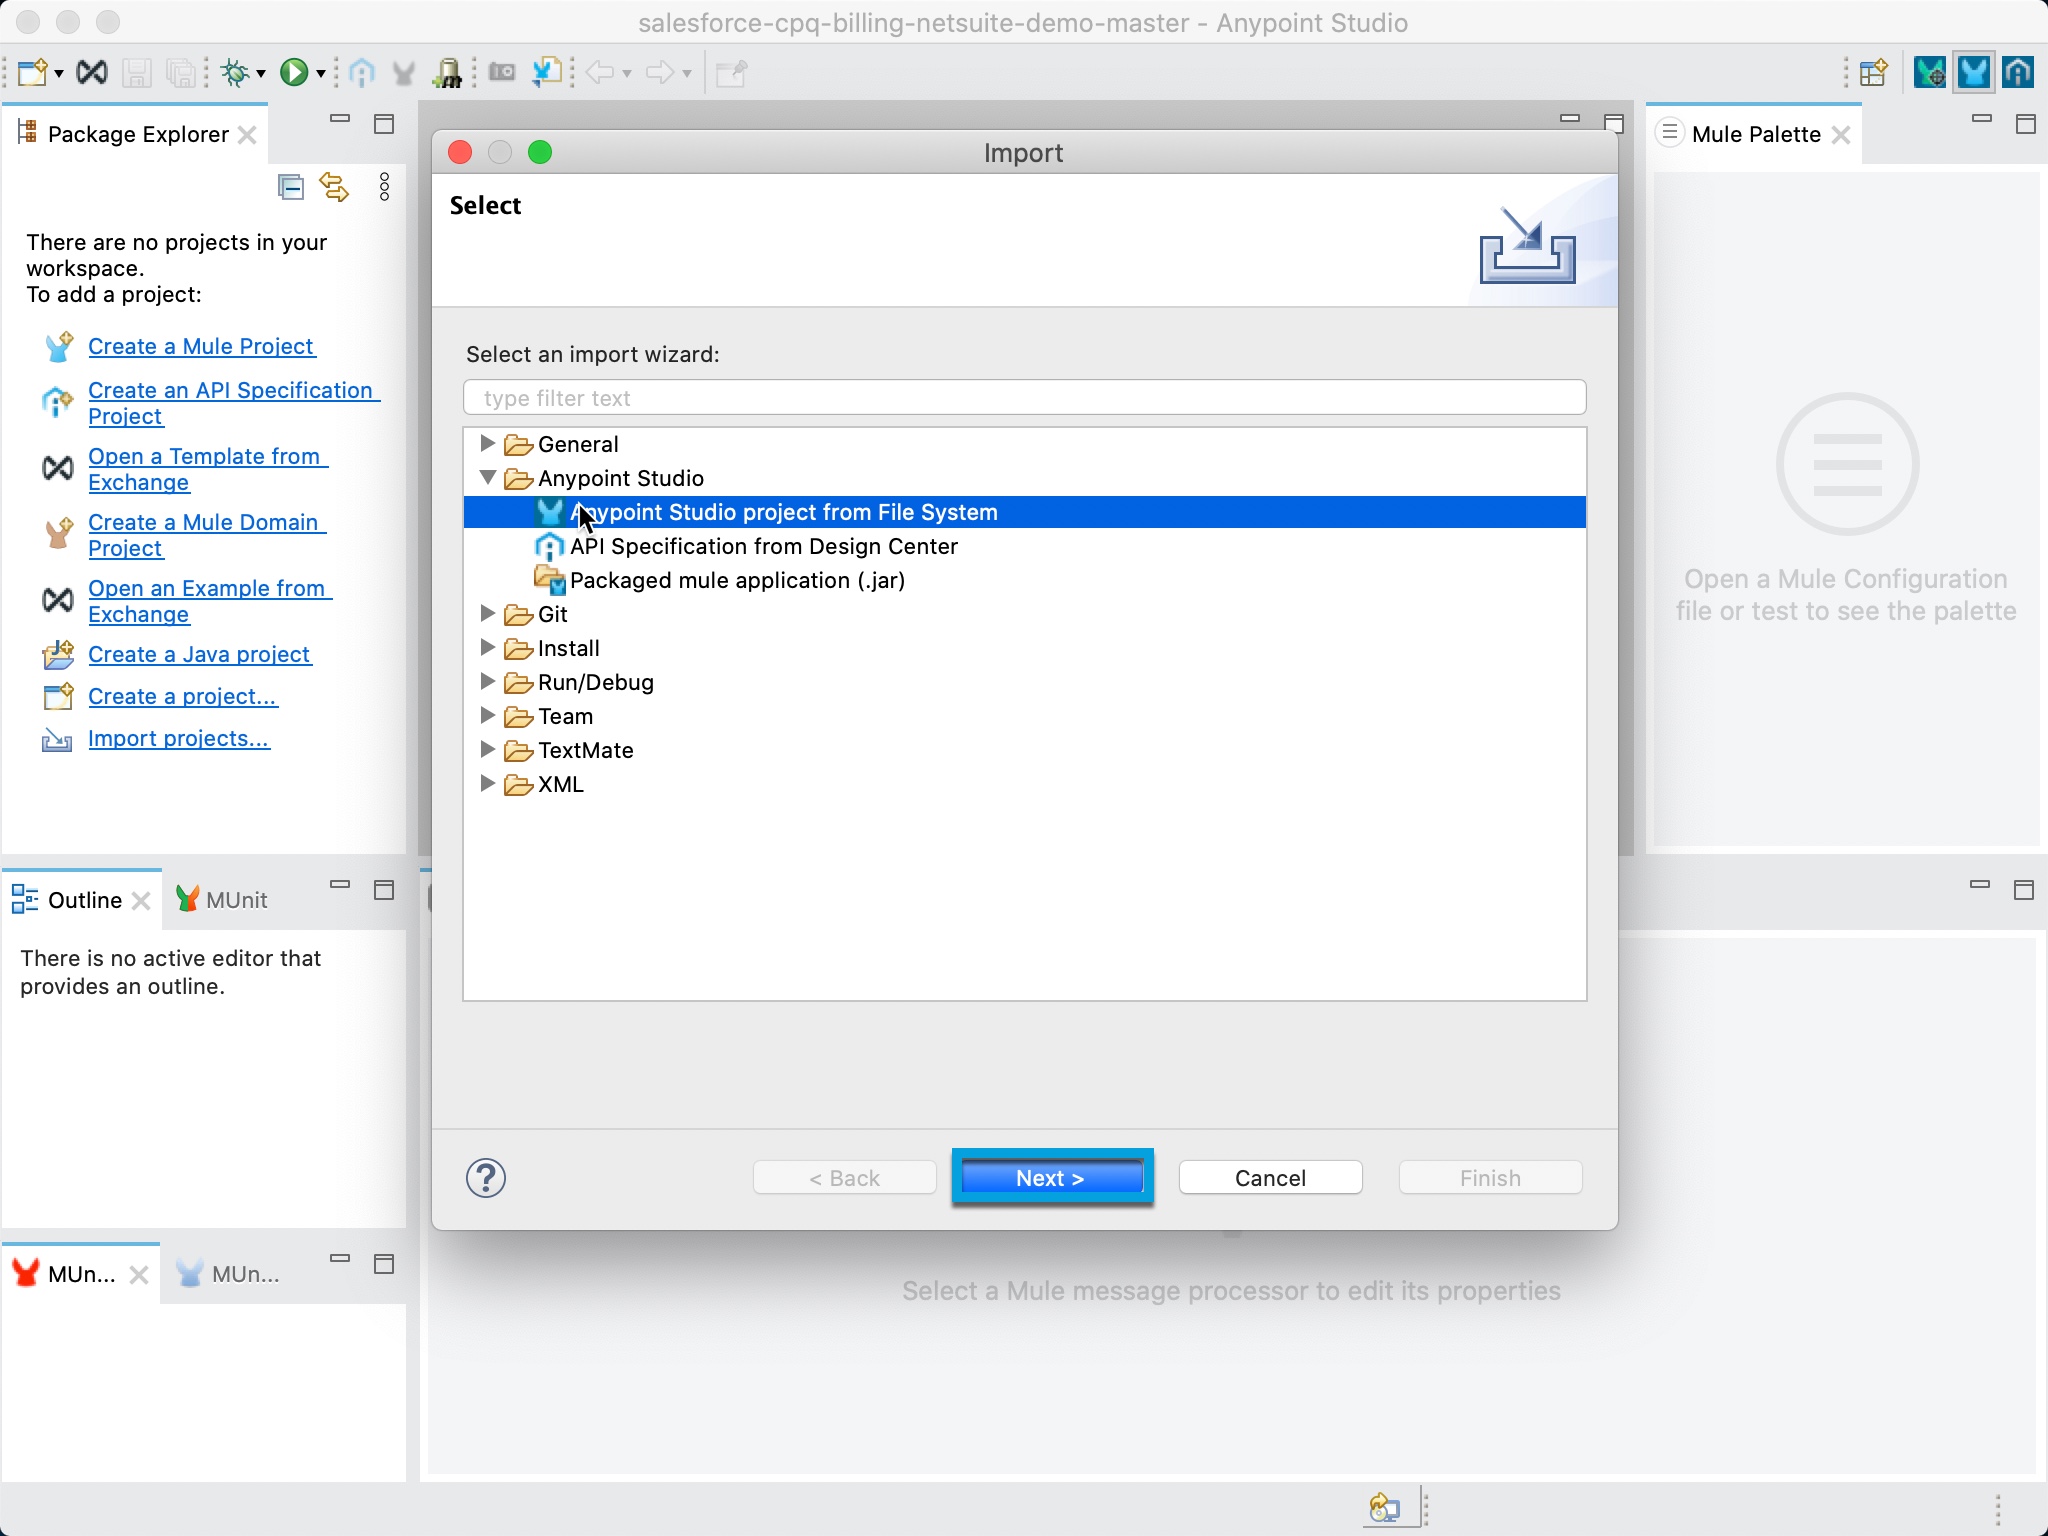 salesforce-cpq-billing-netsuite-demo-master - Anypoint Studio
Package Explorer
There are no projects in your
workspace.
To add a project:
Create a Mule Project
Create an API Specification
Project
Open a Template from
Exchange
Create a Mule Domain
Project
Open an Example from
Exchange
Create a Java project
Create a project...
Import projects...
Import
Select
Select an import wizard:
type filter text
General
Anypoint Studio
Anypoint Studio project from File System
API Specification from Design Center
Packaged mule application (.jar)
Git
Install
Run/Debug
Team
TextMate
XML
?
< Back
Next >
Cancel
Finish
Mule Palette
Open a Mule Configuration
file or test to see the palette
Outline
MUnit
There is no active editor that
provides an outline.
MUn...
MUn...
Select a Mule message processor to edit its properties